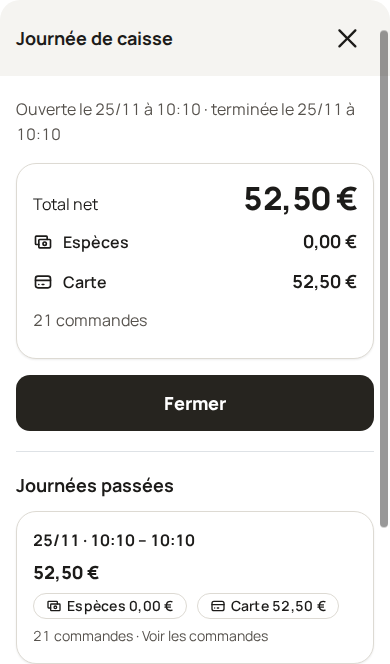 Journée de caisse
Ouverte le 25/11 à 10:10 · terminée le 25/11 à
10:10
Total net 52,50 €
Espèces 0,00 €
Carte 52,50 €
21 commandes
Fermer
Journées passées
25/11 · 10:10 – 10:10
52,50 €
Espèces 0,00 € Carte 52,50 €
21 commandes · Voir les commandes